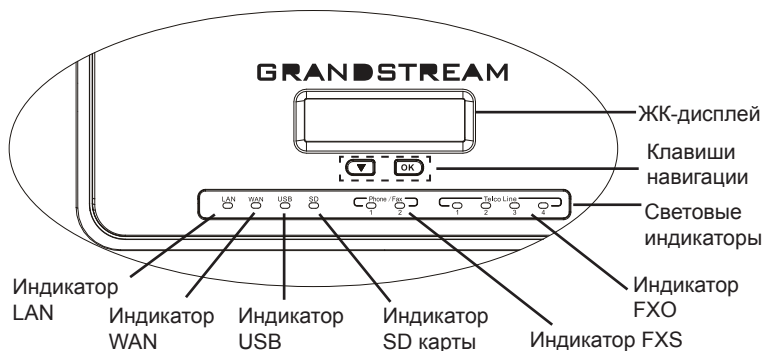 GRANDSTREAM
ЖК-дисплей
OK
Клавиши
навигации
LAN WAN USB SD Phone / Fax Telco Line
1 2 1 2 3 4
Световые
индикаторы
Индикатор
LAN
Индикатор
WAN
Индикатор
USB
Индикатор
SD карты
Индикатор FXS
Индикатор
FXO